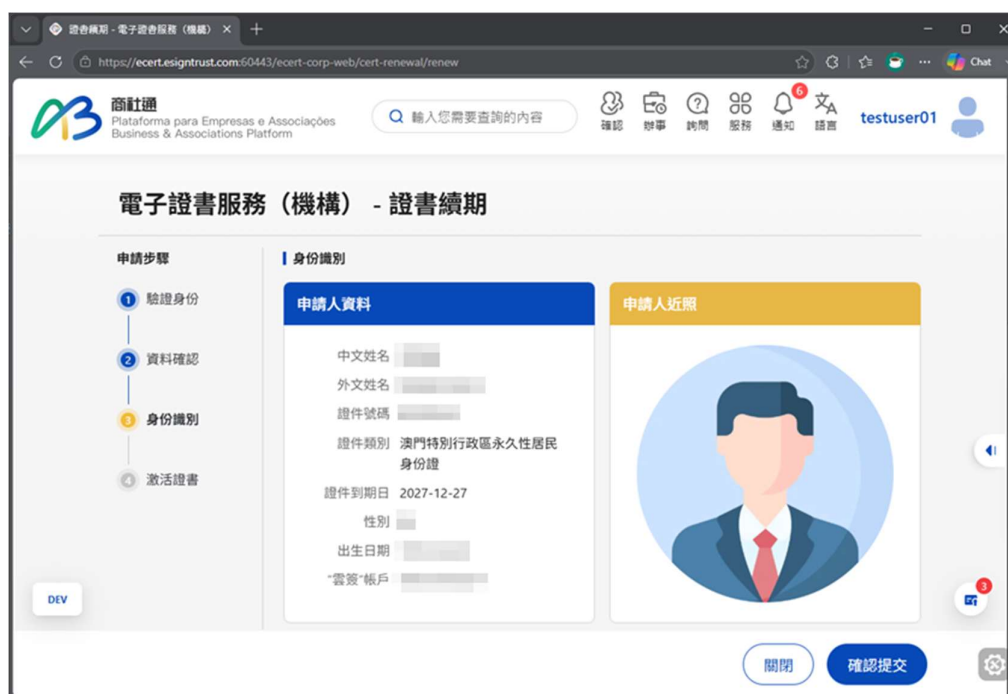 證書續期 - 電子證書服務（機構）
https://ecert.esigntrust.com:60443/ecert-corp-web/cert-renewal/renew
Chat
商社通
Plataforma para Empresas e Associações
Business & Associations Platform
輸入您需要查詢的內容
確認
辦事
詢問
服務
6
通知
語言
testuser01
電子證書服務（機構） - 證書續期
申請步驟
1 驗證身份
2 資料確認
3 身份識別
4 激活證書
身份識別
申請人資料
中文姓名
外文姓名
證件號碼
證件類別 澳門特別行政區永久性居民
身份證
證件到期日 2027-12-27
性別
出生日期
"雲簽"帳戶
申請人近照
DEV
3
關閉
確認提交